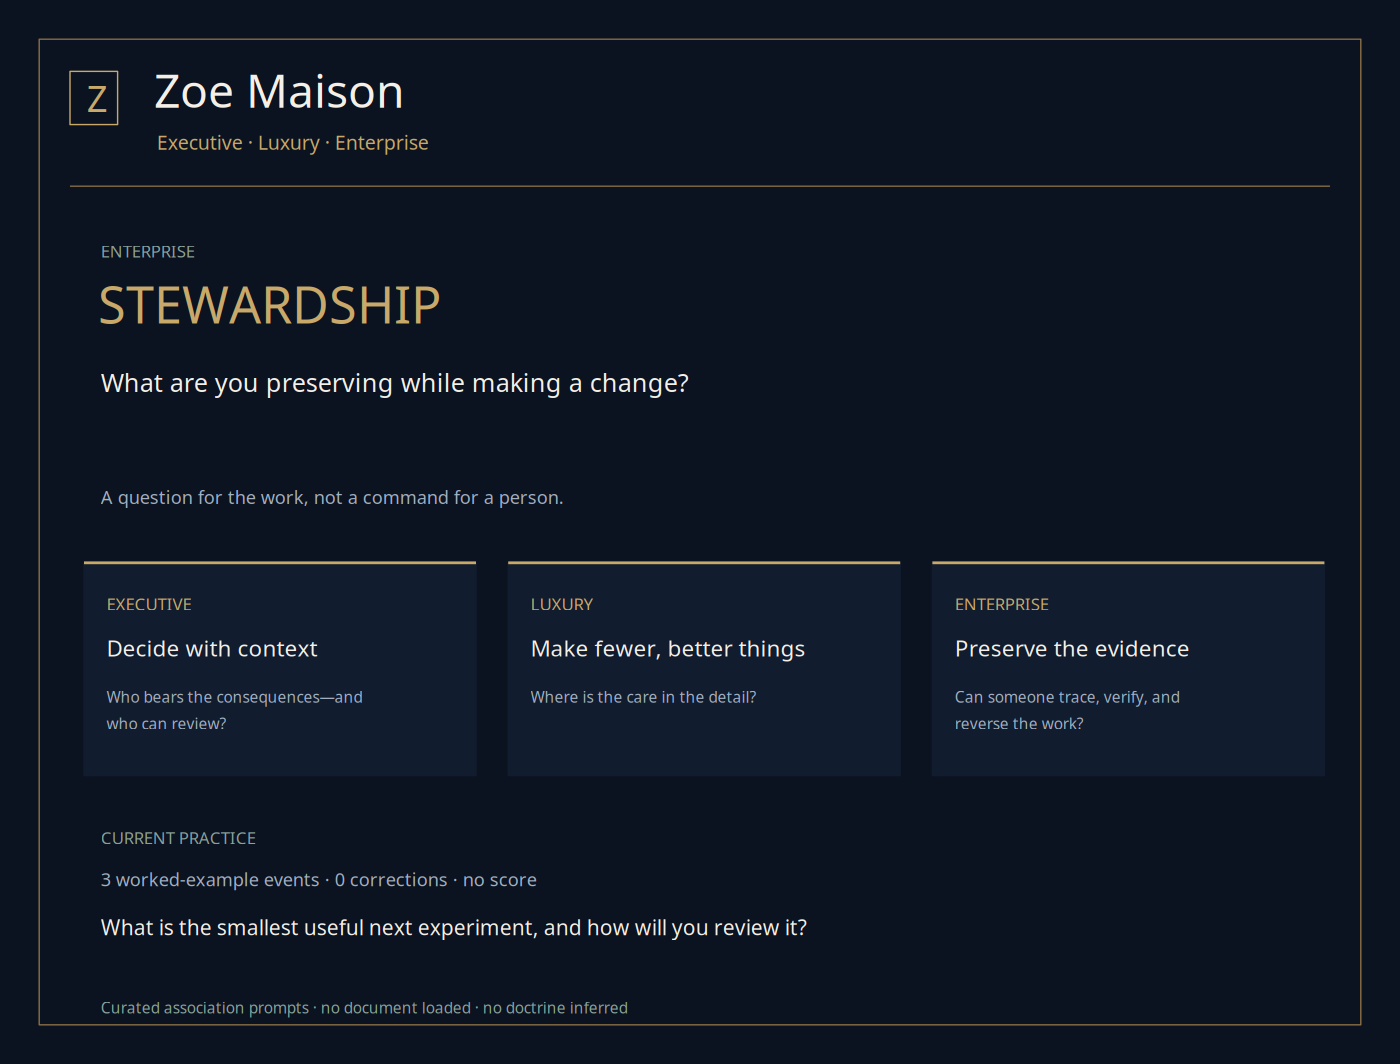 Z
Zoe Maison
Executive · Luxury · Enterprise
ENTERPRISE
STEWARDSHIP
What are you preserving while making a change?
A question for the work, not a command for a person.
EXECUTIVE
Decide with context
Who bears the consequences—and
who can review?
LUXURY
Make fewer, better things
Where is the care in the detail?
ENTERPRISE
Preserve the evidence
Can someone trace, verify, and
reverse the work?
CURRENT PRACTICE
3 worked-example events · 0 corrections · no score
What is the smallest useful next experiment, and how will you review it?
Curated association prompts · no document loaded · no doctrine inferred